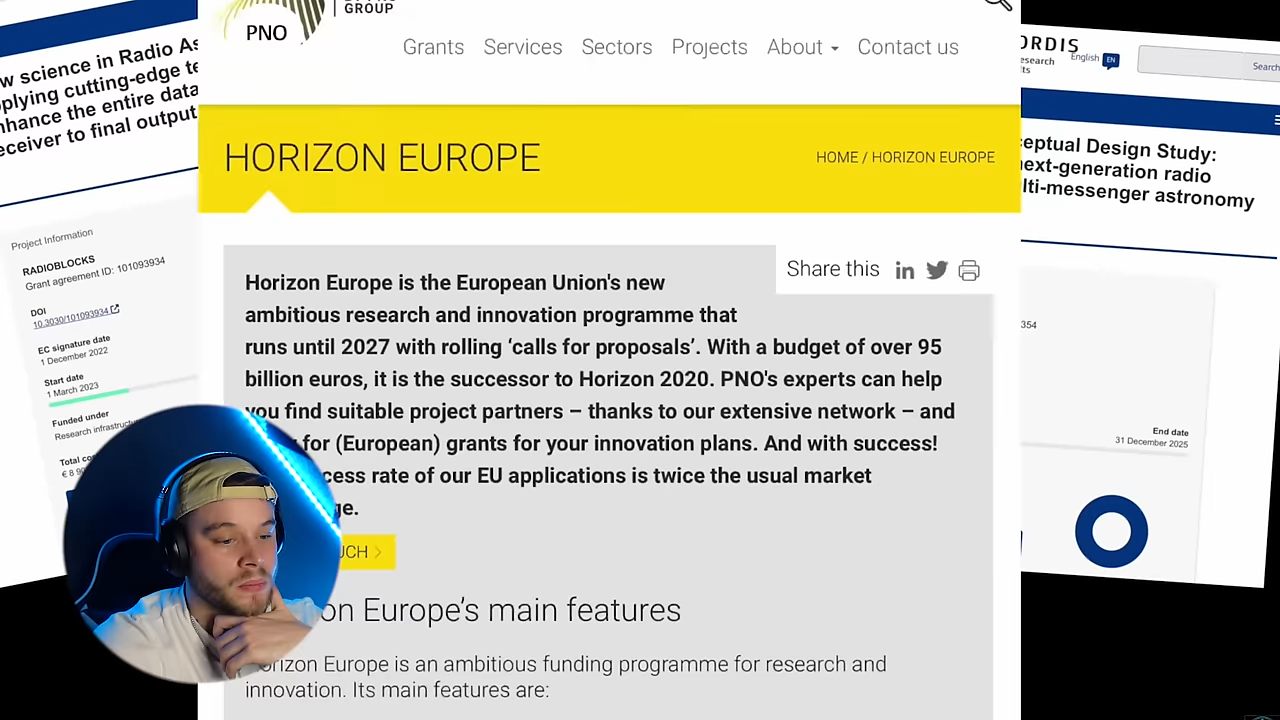 GROUP
PNO
Grants Services Sectors Projects About Contact us
HORIZON EUROPE
HOME / HORIZON EUROPE
Share this
Horizon Europe is the European Union's new
ambitious research and innovation programme that
runs until 2027 with rolling ‘calls for proposals’. With a budget of over 95
billion euros, it is the successor to Horizon 2020. PNO's experts can help
you find suitable project partners – thanks to our extensive network – and
for (European) grants for your innovation plans. And with success!
cess rate of our EU applications is twice the usual market
ge.
UCH
on Europe’s main features
Horizon Europe is an ambitious funding programme for research and
innovation. Its main features are:
w science in Radio As
plying cutting-edge te
nhance the entire data
eceiver to final output
Project Information
RADIOBLOCKS
Grant agreement ID: 101093934
DOI
10.3030/101093934
EC signature date
1 December 2022
Start date
1 March 2023
Funded under
Research infrastructu
Total cos
ORDIS
esearch
lts
English EN
Search
ceptual Design Study:
next-generation radio
lti-messenger astronomy
354
End date
31 December 2025